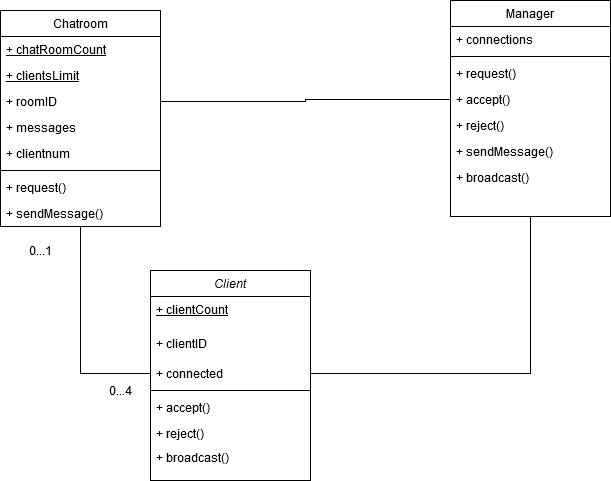 Chatroom
+ chatRoomCount
+ clientsLimit
+ roomID
+ messages
+ clientnum
+ request()
+ sendMessage()
Manager
+ connections
+ request()
+ accept()
+ reject()
+ sendMessage()
+ broadcast()
0...1
Client
+ clientCount
+ clientID
+ connected
+ accept()
+ reject()
+ broadcast()
0...4